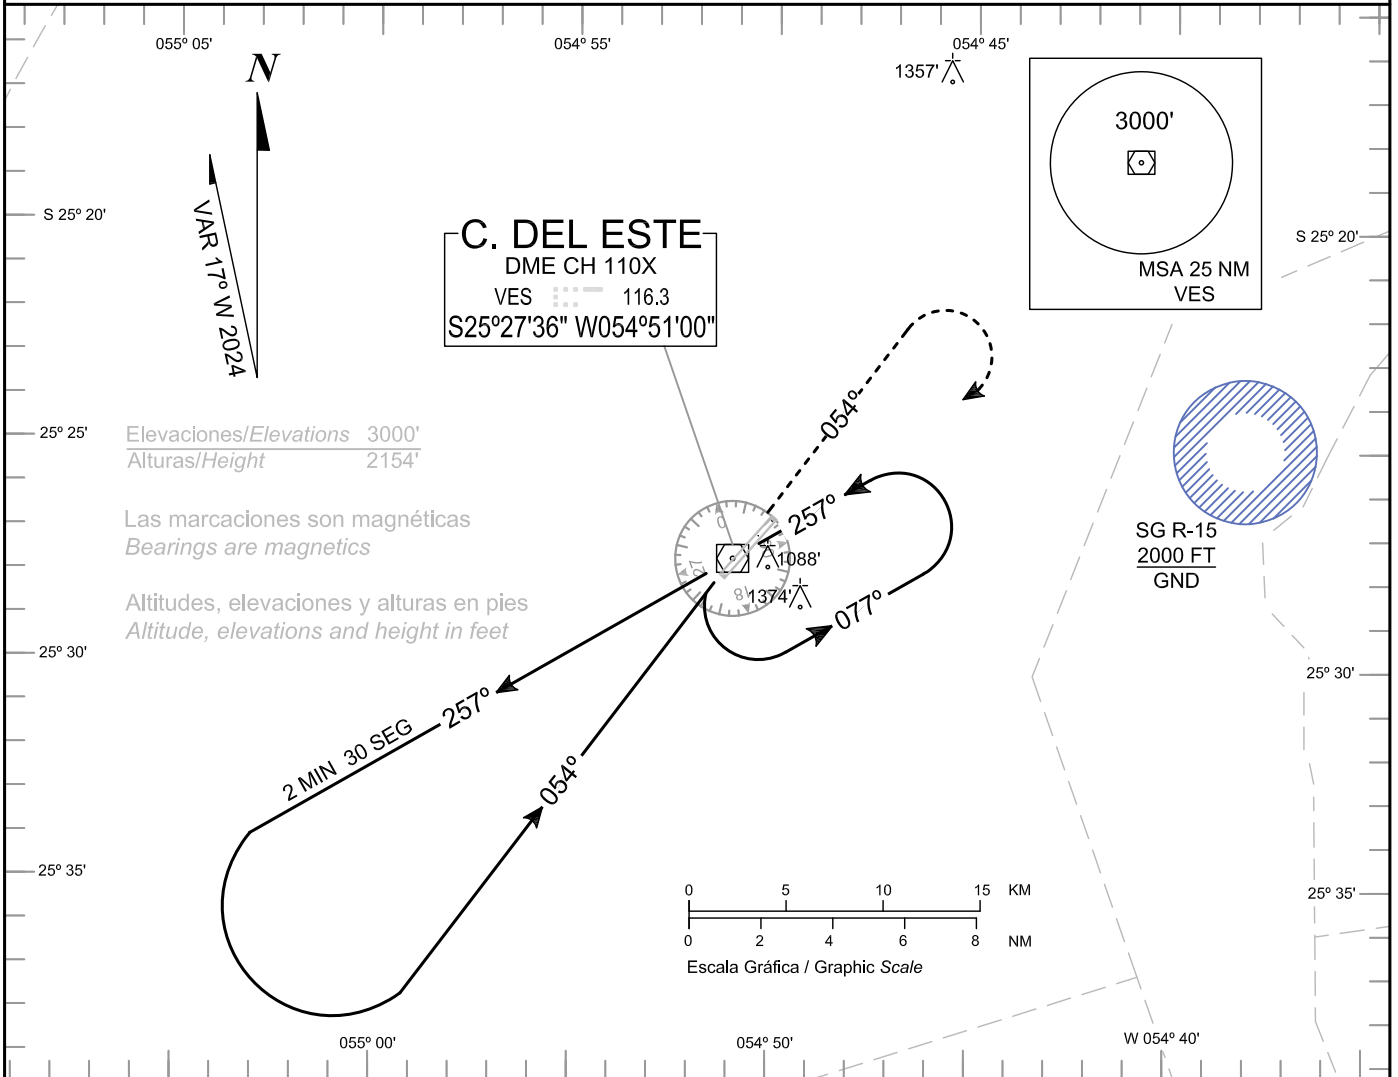 055º 05'
054º 55'
054º 45'
N
1357'
3000'
VAR 17º W 2024
S 25º 20'
S 25º 20'
C. DEL ESTE
DME CH 110X
VES 116.3
S25º27'36" W054º51'00"
MSA 25 NM
VES
054º
25º 25'
Elevaciones/Elevations 3000'
Alturas/Height 2154'
257º
Las marcaciones son magnéticas
Bearings are magnetics
0
27
18
1088'
1374'
SG R-15
2000 FT
GND
077º
Altitudes, elevaciones y alturas en pies
Altitude, elevations and height in feet
25º 30'
25º 30'
257º
2 MIN 30 SEG
054º
25º 35'
25º 35'
0 5 10 15 KM
0 2 4 6 8 NM
Escala Gráfica / Graphic Scale
055º 00'
054º 50'
W 054º 40'